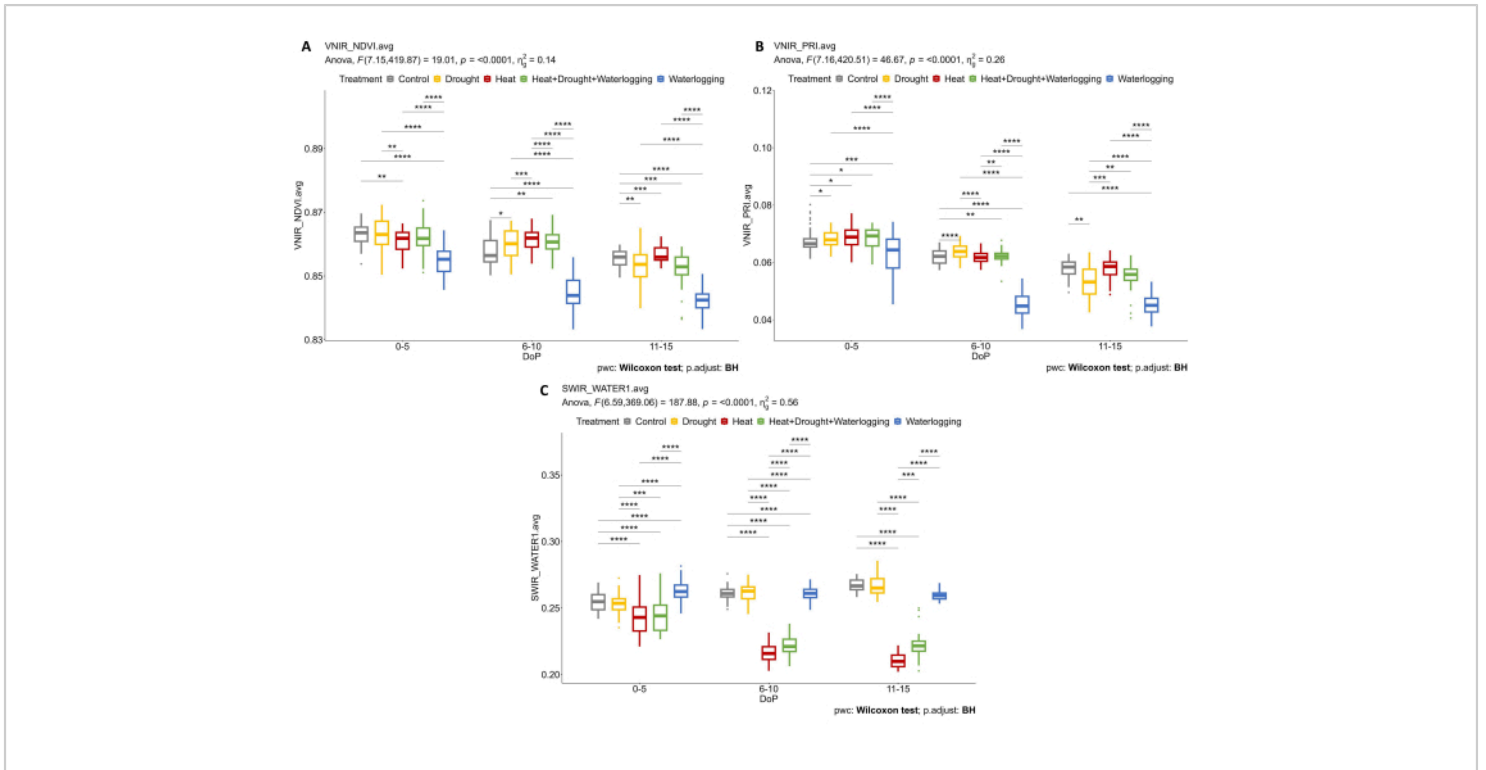 A VNIR_NDVI.avg
Anova, F(7.15,419.87) = 19.01, p = <0.0001, η²g = 0.14
Treatment Control Drought Heat Heat+Drought+Waterlogging Waterlogging
VNIR_NDVI.avg
0.89
0.87
0.85
0.83
0-5 6-10 11-15
DoP
pwc: Wilcoxon test; p.adjust: BH
B VNIR_PRI.avg
Anova, F(7.16,420.51) = 46.67, p = <0.0001, η²g = 0.26
Treatment Control Drought Heat Heat+Drought+Waterlogging Waterlogging
VNIR_PRI.avg
0.12
0.10
0.08
0.06
0.04
0-5 6-10 11-15
DoP
pwc: Wilcoxon test; p.adjust: BH
C SWIR_WATER1.avg
Anova, F(6.59,369.06) = 187.88, p = <0.0001, η²g = 0.56
Treatment Control Drought Heat Heat+Drought+Waterlogging Waterlogging
SWIR_WATER1.avg
0.35
0.30
0.25
0.20
0-5 6-10 11-15
DoP
pwc: Wilcoxon test; p.adjust: BH